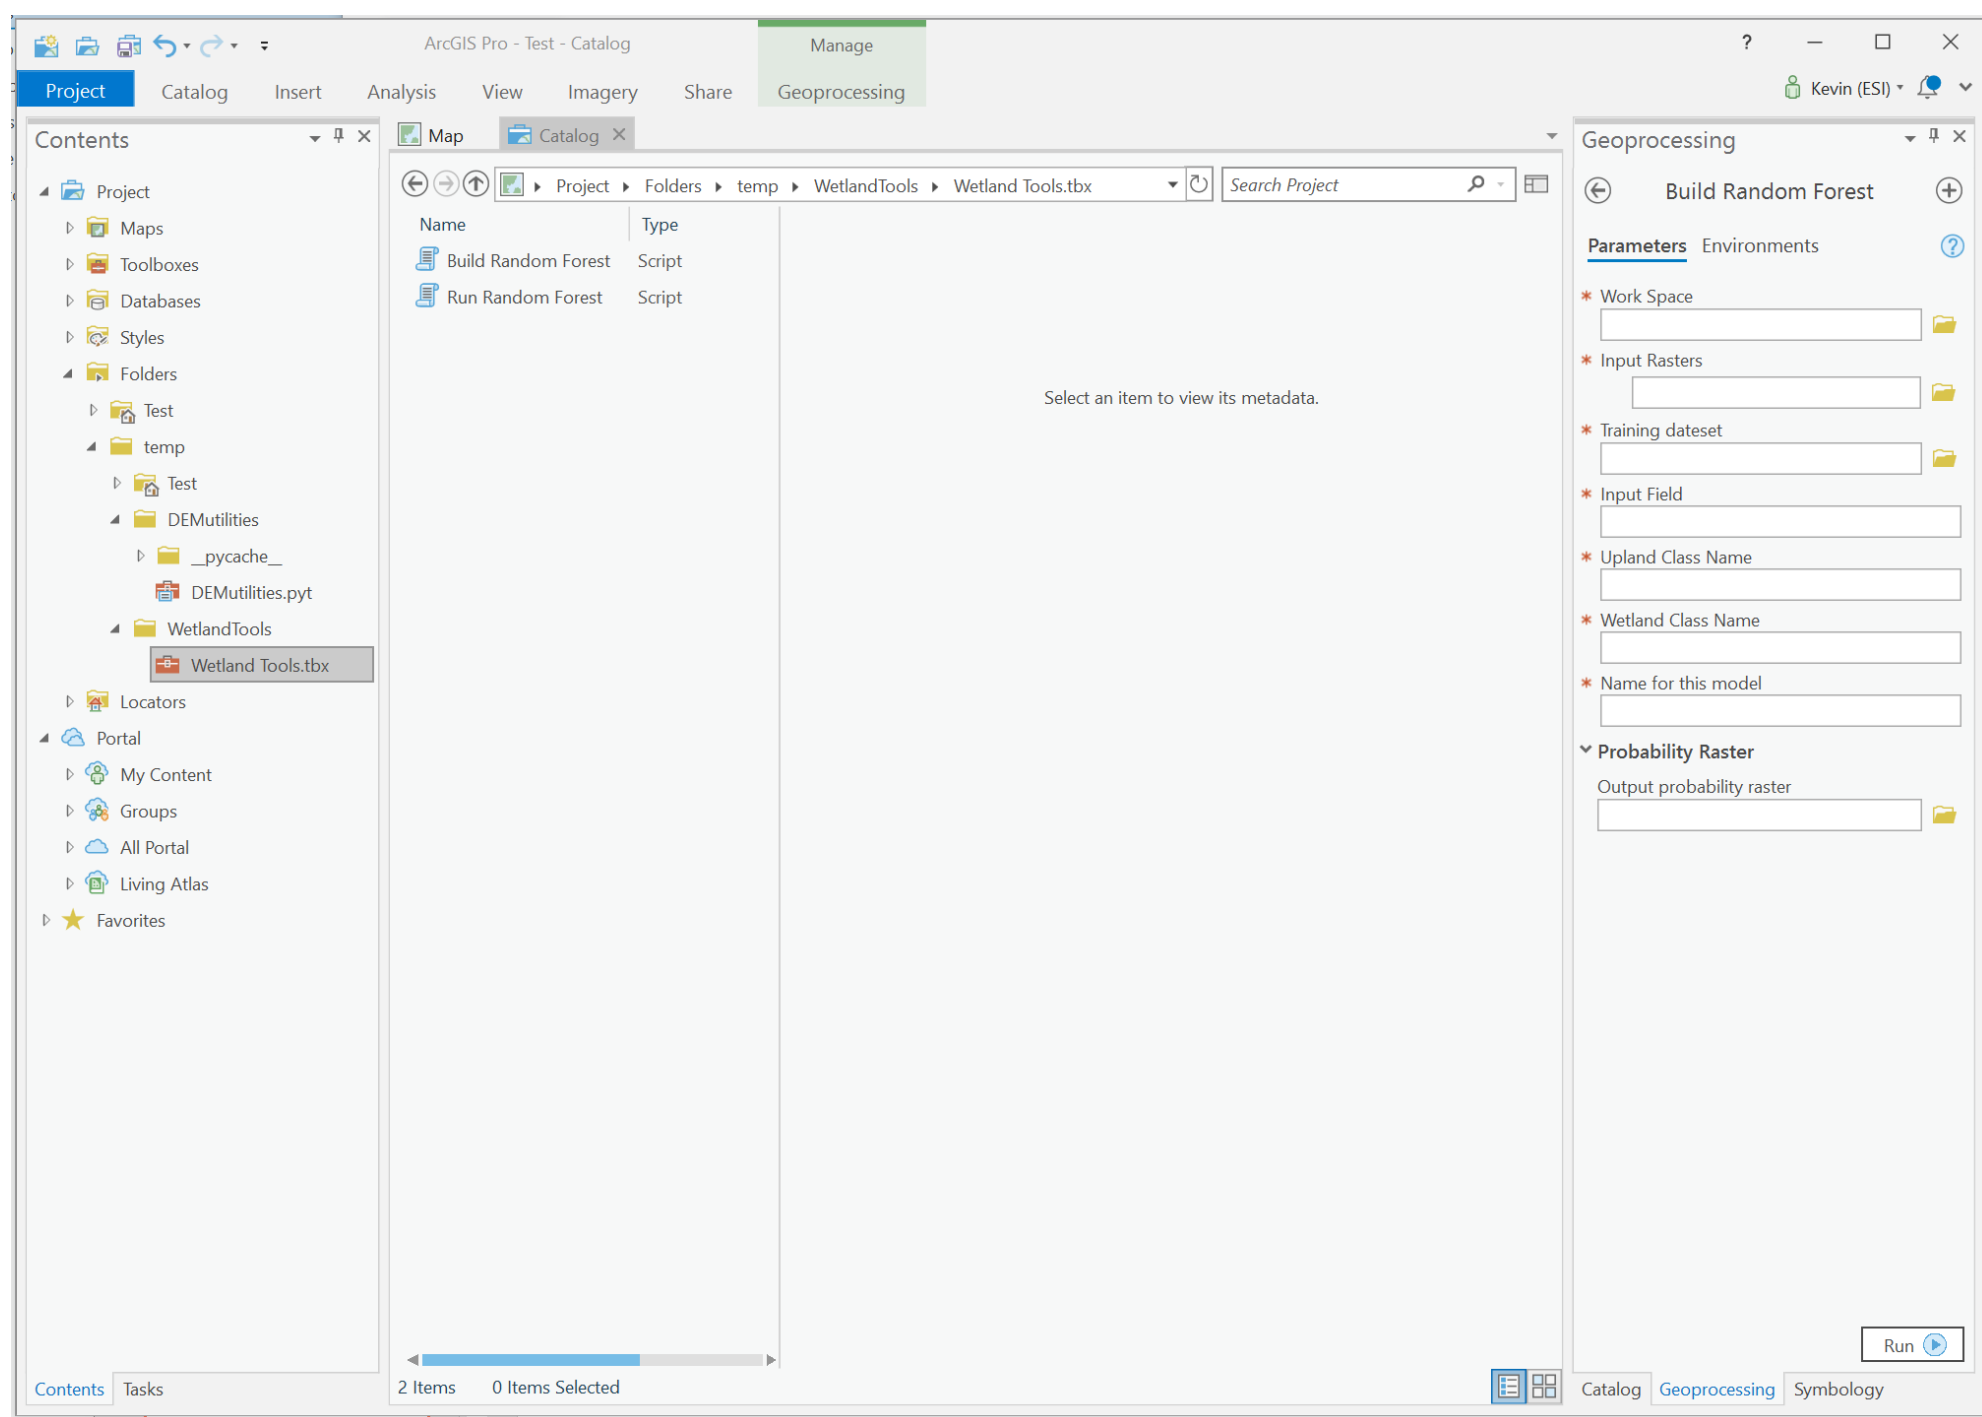 ArcGIS Pro - Test - Catalog
Manage
?
Project Catalog Insert Analysis View Imagery Share Geoprocessing
Kevin (ESI)
Contents
Project
Maps
Toolboxes
Databases
Styles
Folders
Test
temp
Test
DEMutilities
__pycache__
DEMutilities.pyt
WetlandTools
Wetland Tools.tbx
Locators
Portal
My Content
Groups
All Portal
Living Atlas
Favorites
Contents Tasks
Map Catalog
Project Folders temp WetlandTools Wetland Tools.tbx
Search Project
Name Type
Build Random Forest Script
Run Random Forest Script
Select an item to view its metadata.
2 Items 0 Items Selected
Geoprocessing
Build Random Forest
Parameters Environments
?
* Work Space
* Input Rasters
* Training dateset
* Input Field
* Upland Class Name
* Wetland Class Name
* Name for this model
Probability Raster
Output probability raster
Run
Catalog Geoprocessing Symbology